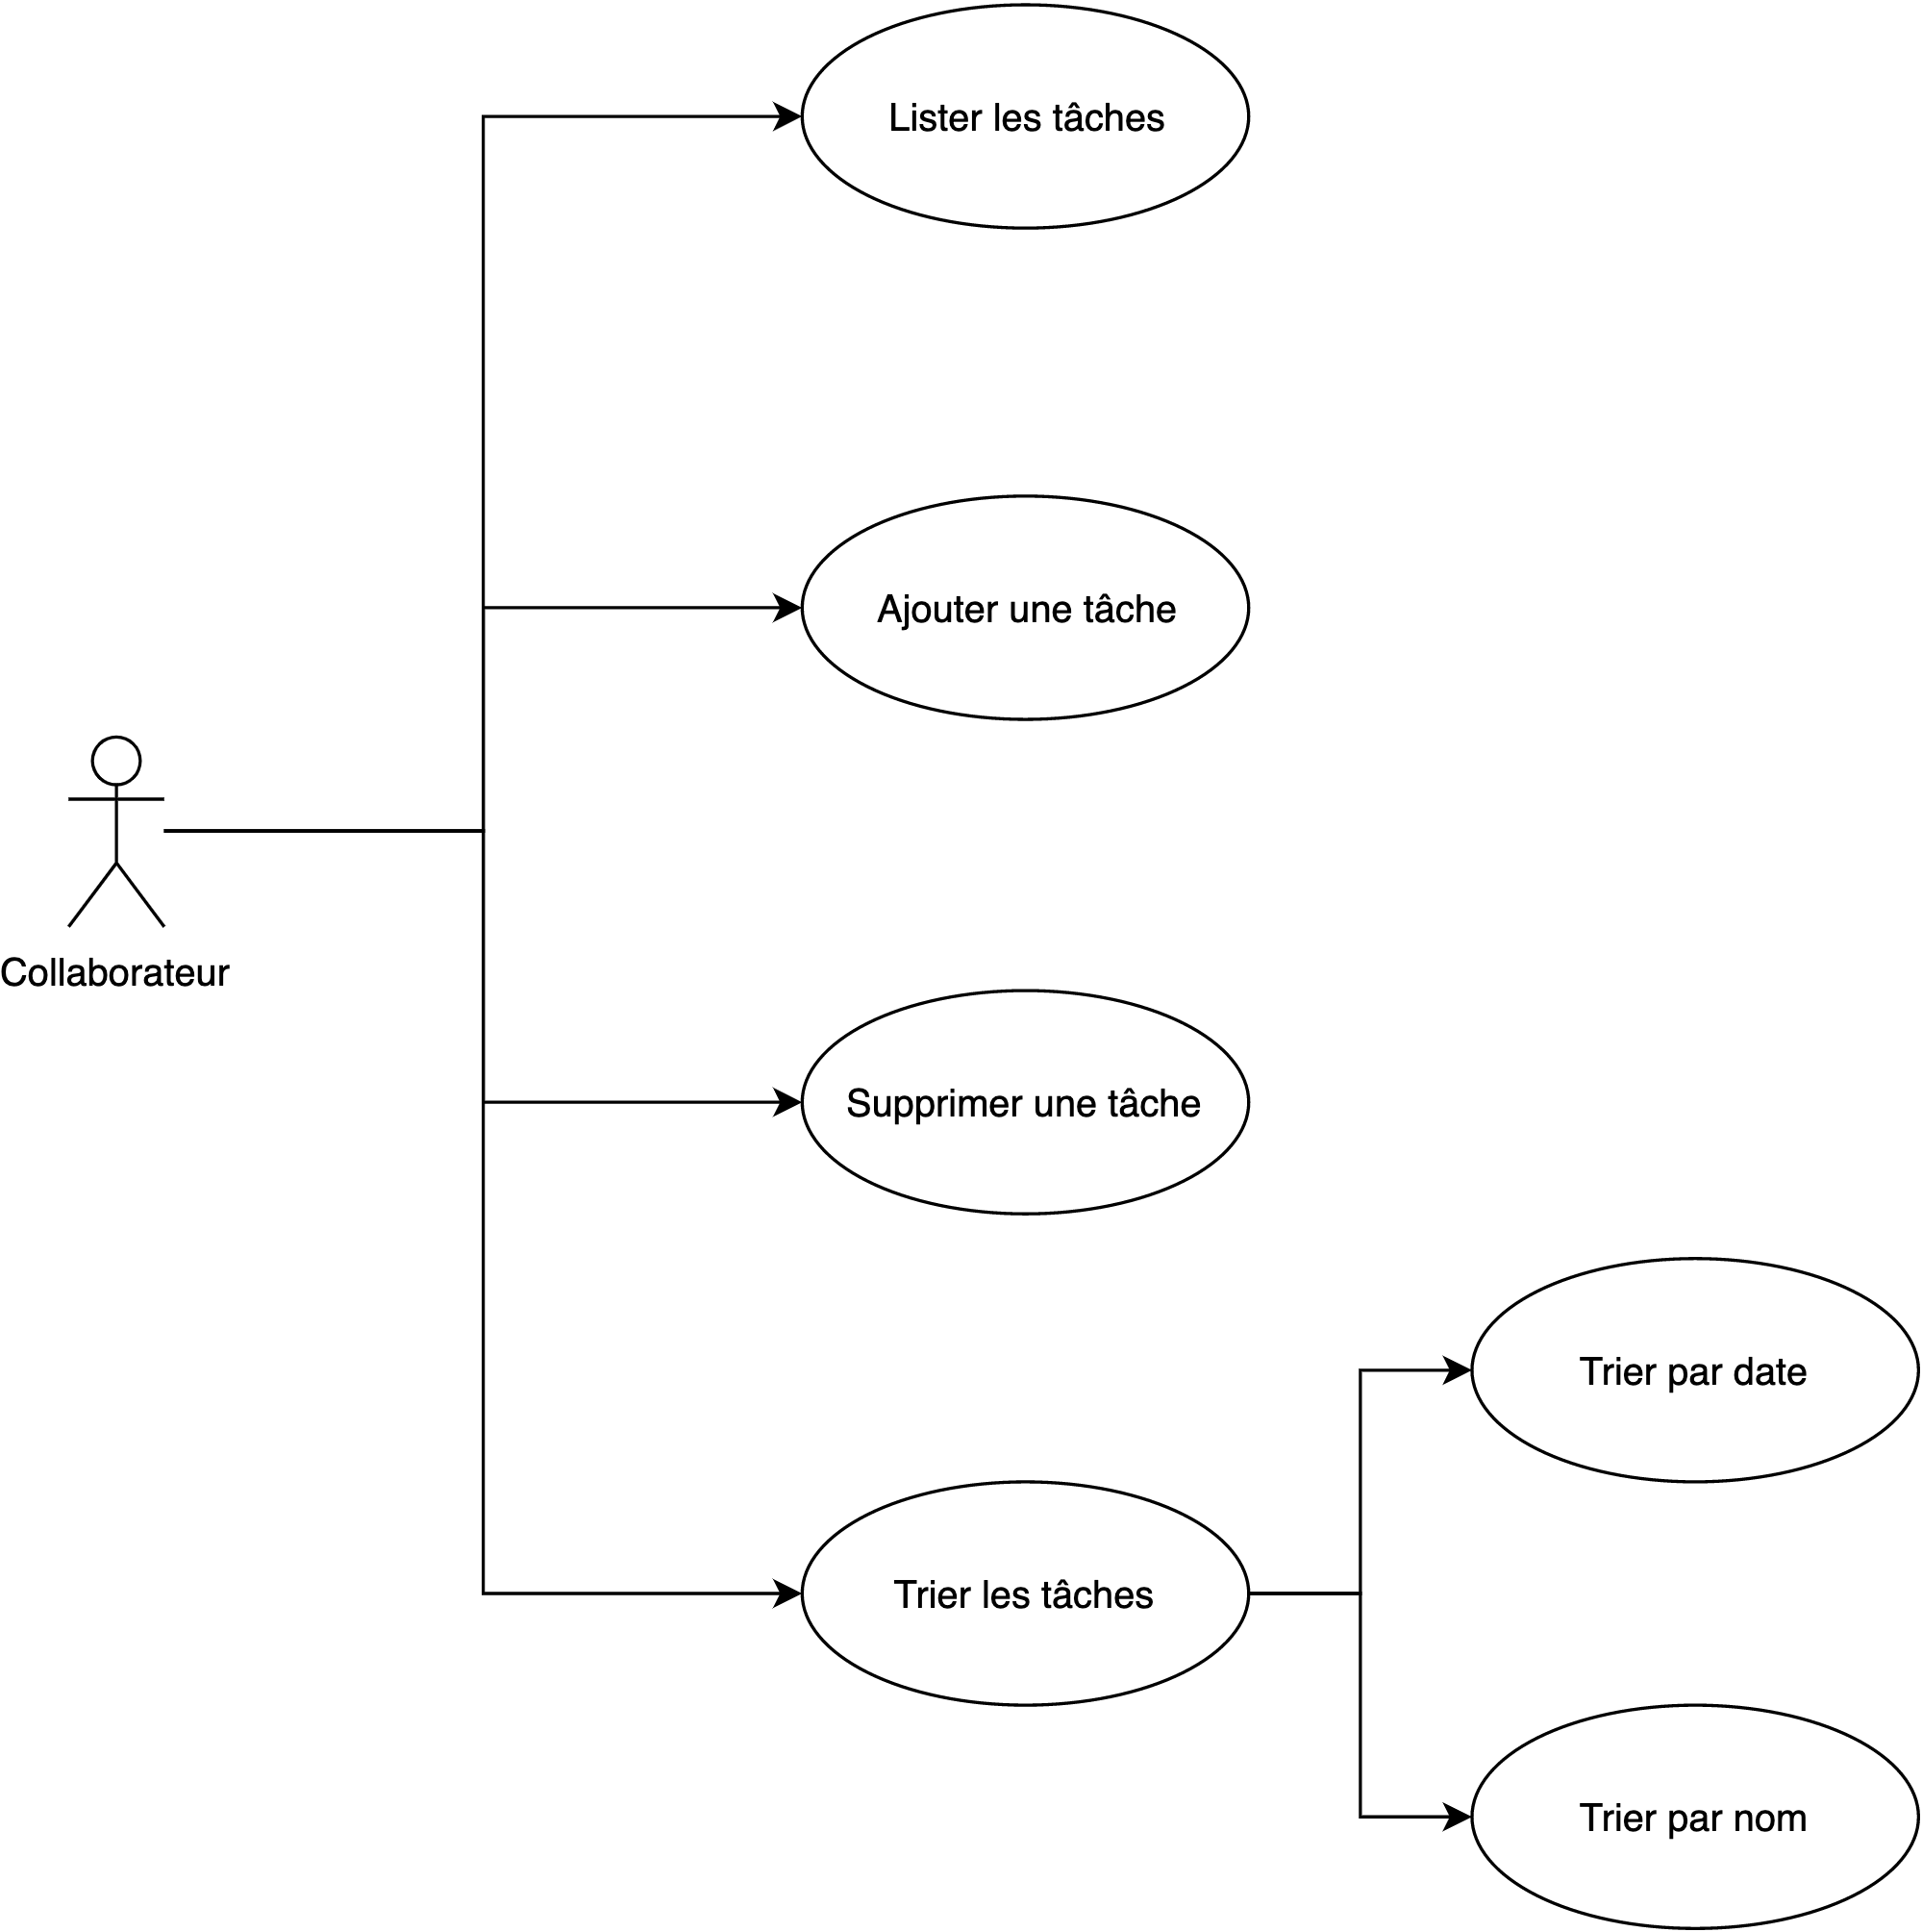 Lister les tâches
Ajouter une tâche
Collaborateur
Supprimer une tâche
Trier par date
Trier les tâches
Trier par nom